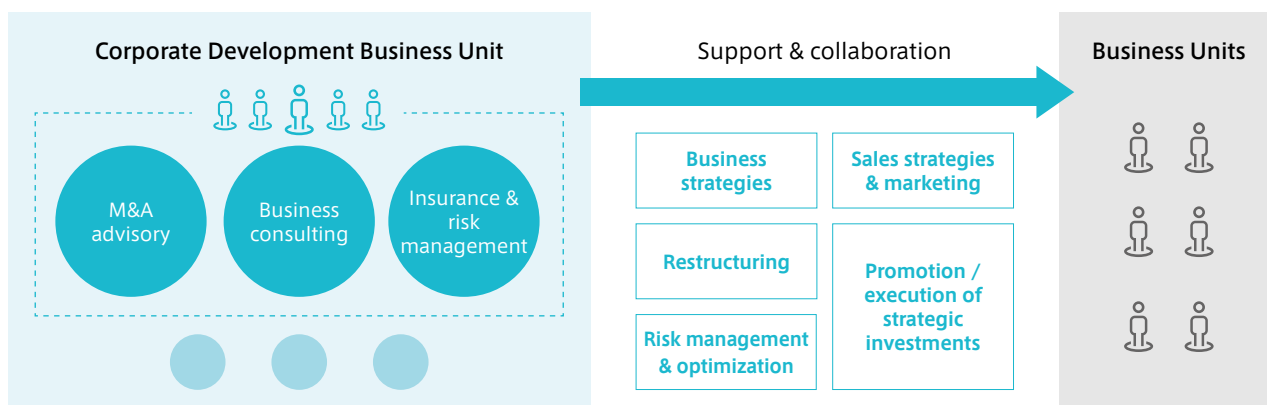 Corporate Development Business Unit
M&A
advisory
Business
consulting
Insurance &
risk
management
Support & collaboration
Business
strategies
Sales strategies
& marketing
Restructuring
Promotion /
execution of
strategic
investments
Risk management
& optimization
Business Units